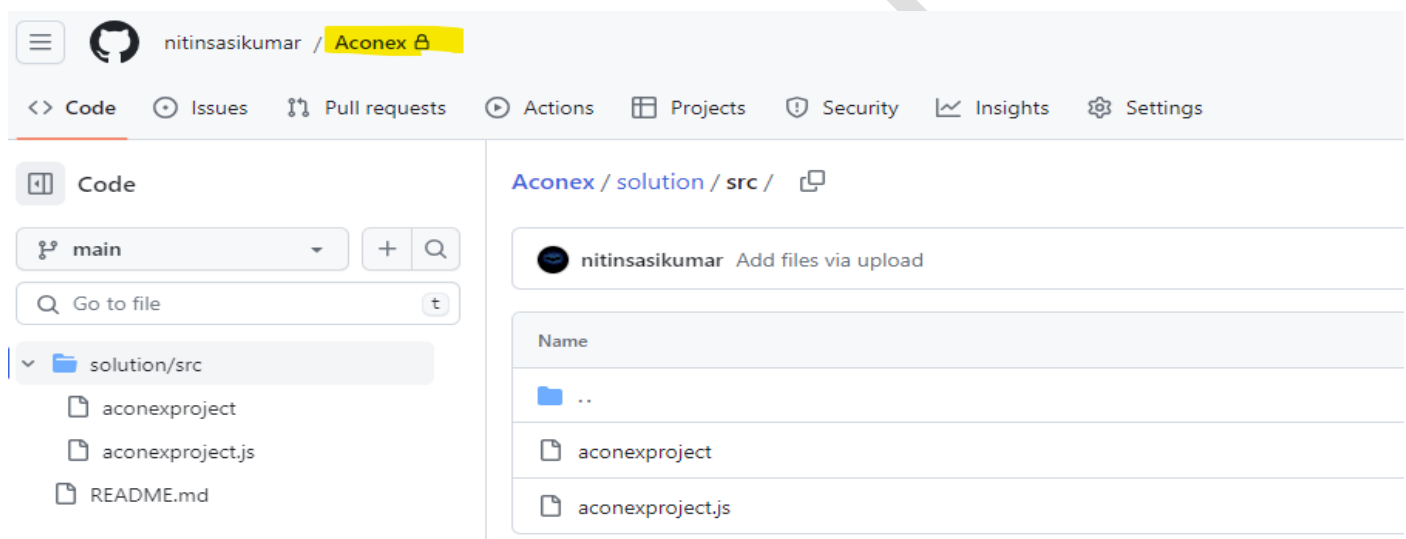 nitinsasikumar / Aconex
<> Code Issues Pull requests Actions Projects Security Insights Settings
Code
main
Go to file t
solution/src
aconexproject
aconexproject.js
README.md
Aconex / solution / src /
nitinsasikumar Add files via upload
Name
..
aconexproject
aconexproject.js